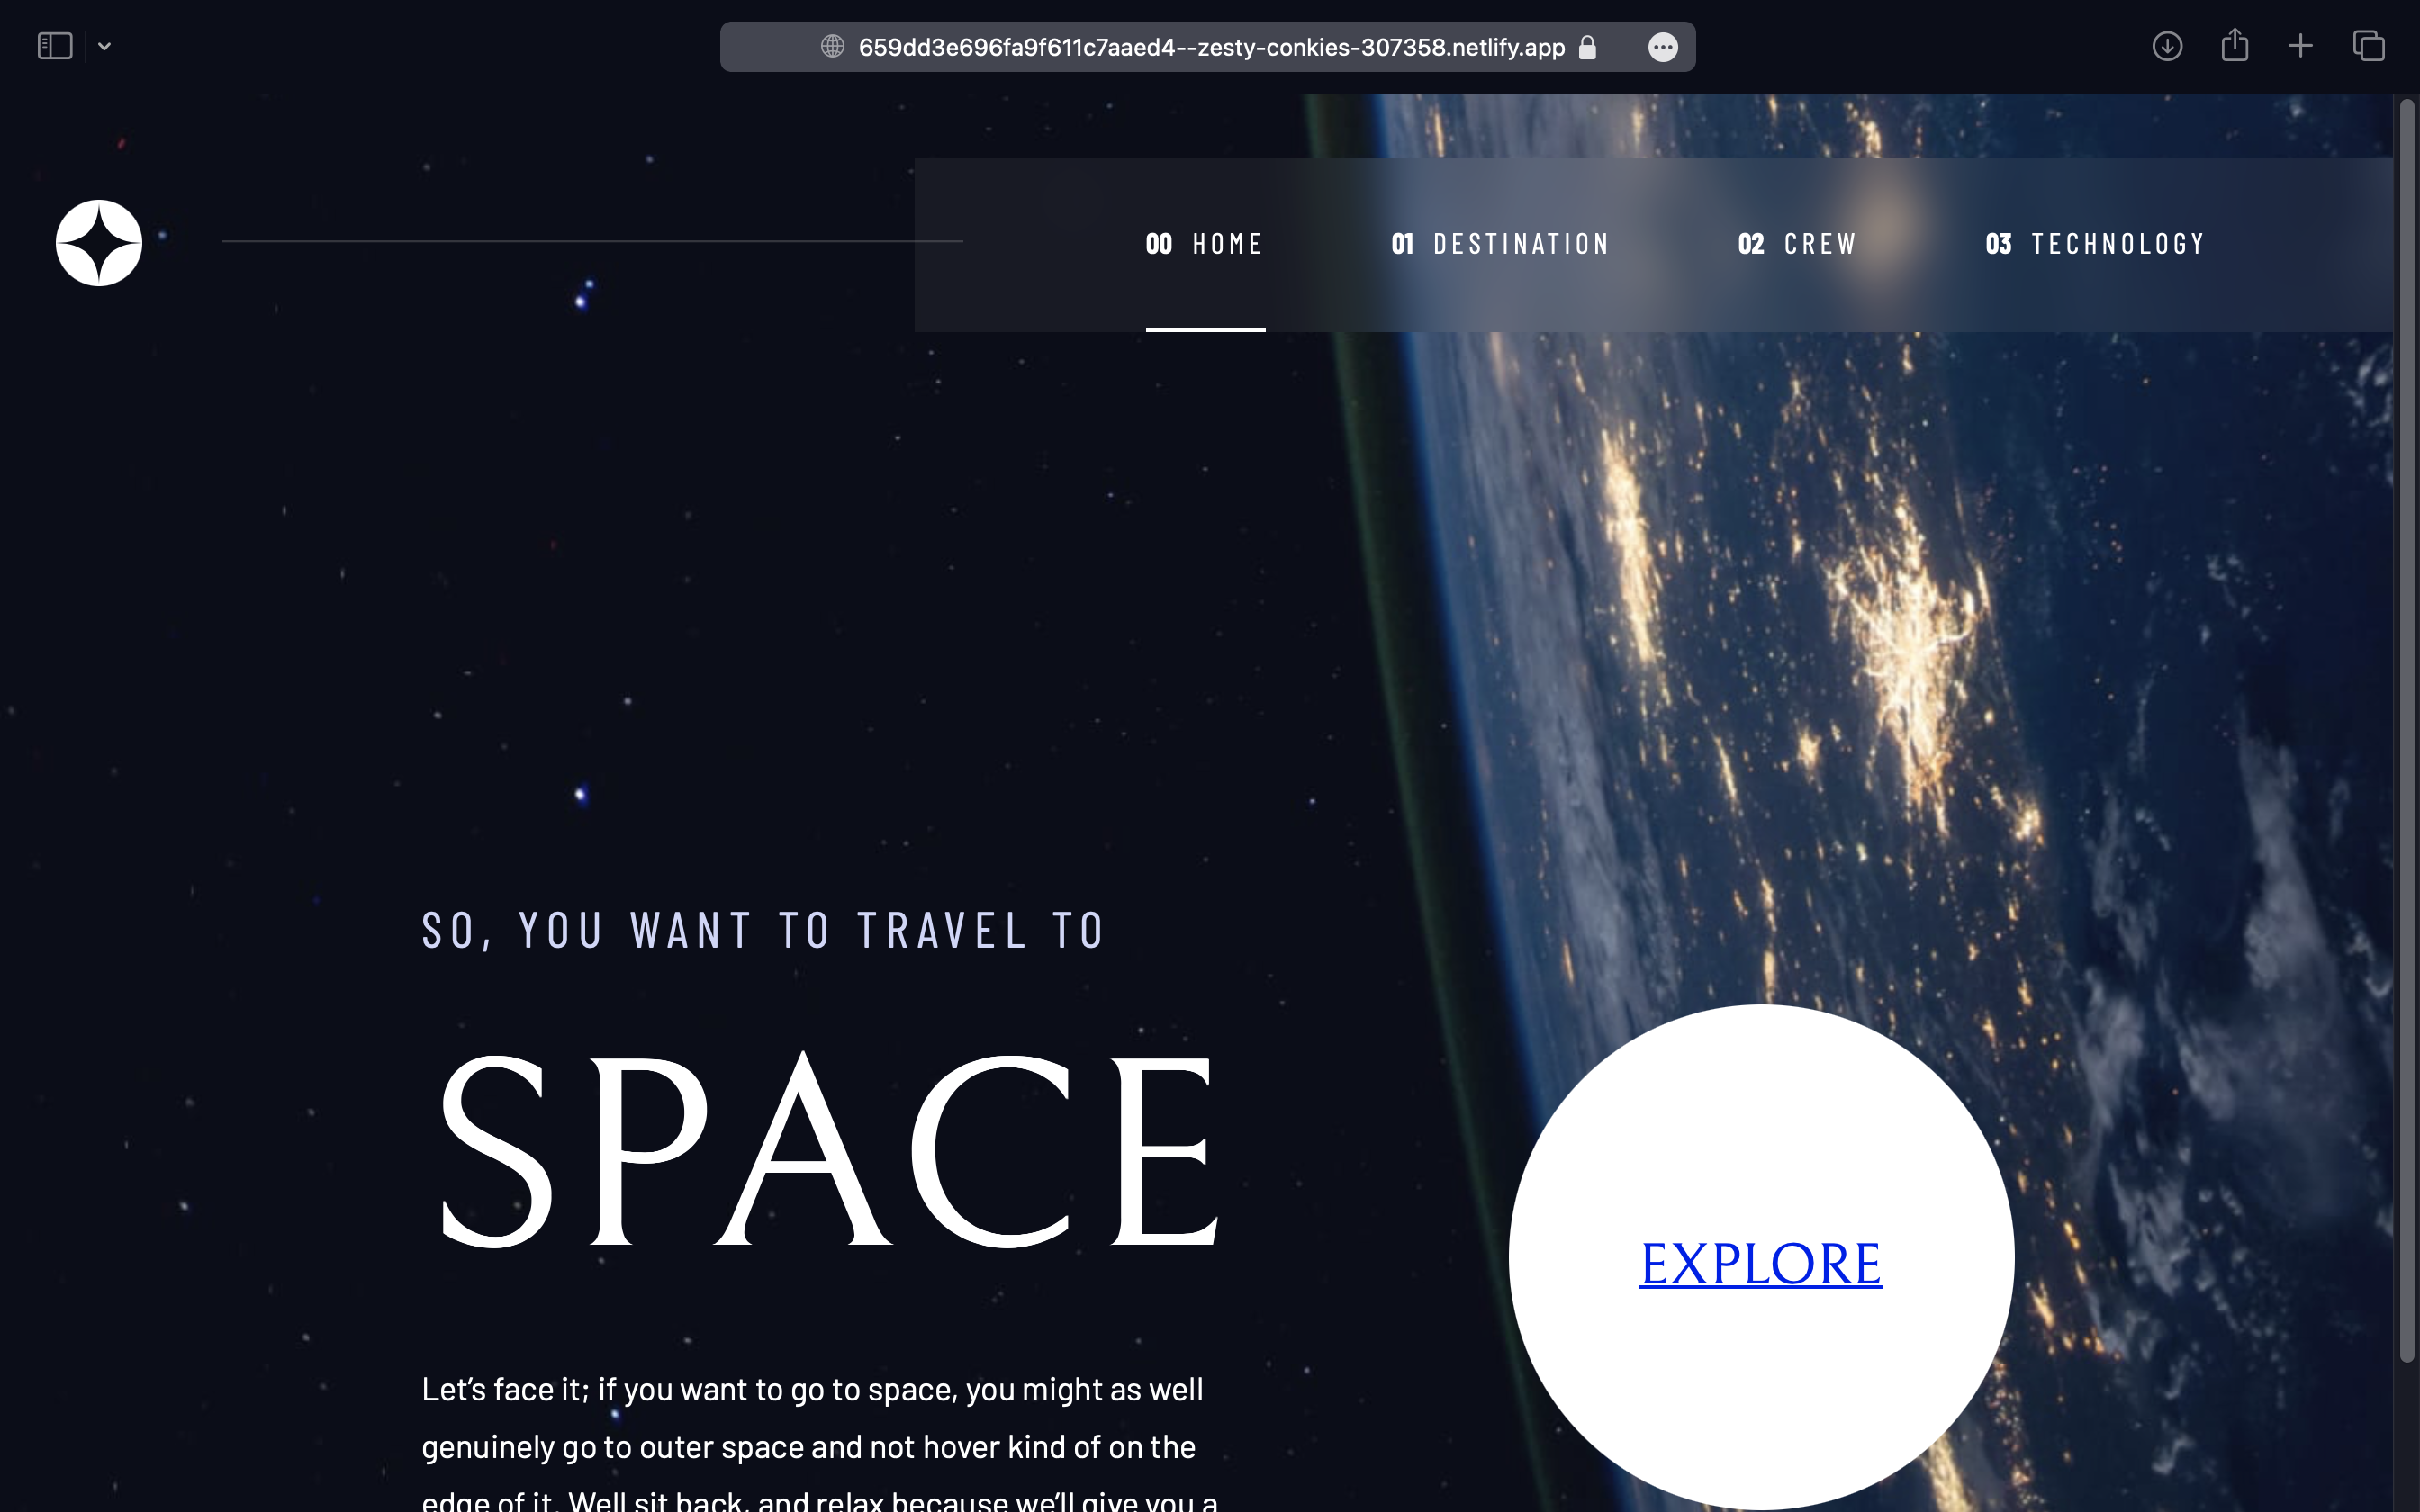 659dd3e696fa9f611c7aaed4--zesty-conkies-307358.netlify.app
00 HOME 01 DESTINATION 02 CREW 03 TECHNOLOGY
SO, YOU WANT TO TRAVEL TO
SPACE
EXPLORE
Let’s face it; if you want to go to space, you might as well
genuinely go to outer space and not hover kind of on the
edge of it. Well sit back, and relax because we’ll give you a